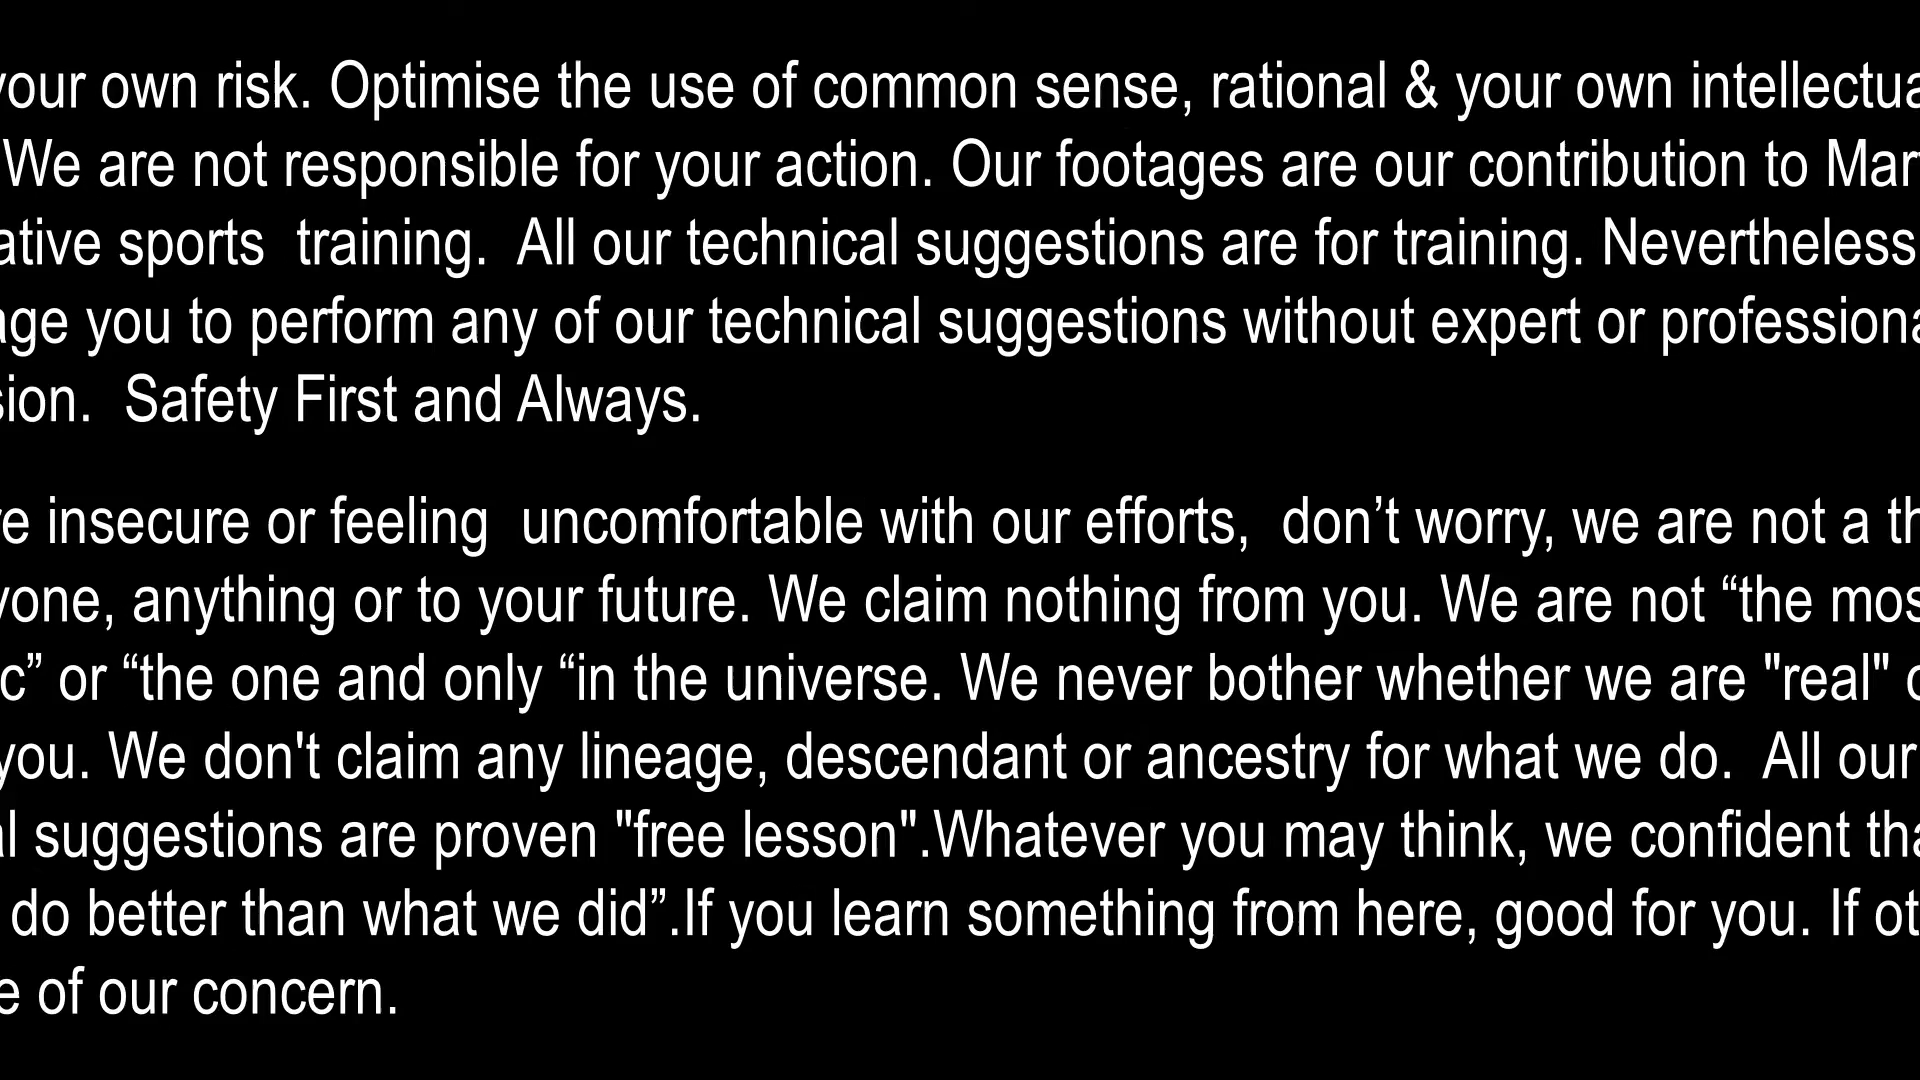 your own risk. Optimise the use of common sense, rational & your own intellectua
We are not responsible for your action. Our footages are our contribution to Mar
ative sports  training.  All our technical suggestions are for training. Nevertheless
age you to perform any of our technical suggestions without expert or professiona
sion.  Safety First and Always.
re insecure or feeling  uncomfortable with our efforts,  don’t worry, we are not a th
yone, anything or to your future. We claim nothing from you. We are not “the mos
c” or “the one and only “in the universe. We never bother whether we are "real" o
you. We don't claim any lineage, descendant or ancestry for what we do.  All our
al suggestions are proven "free lesson".Whatever you may think, we confident tha
do better than what we did”.If you learn something from here, good for you. If ot
e of our concern.